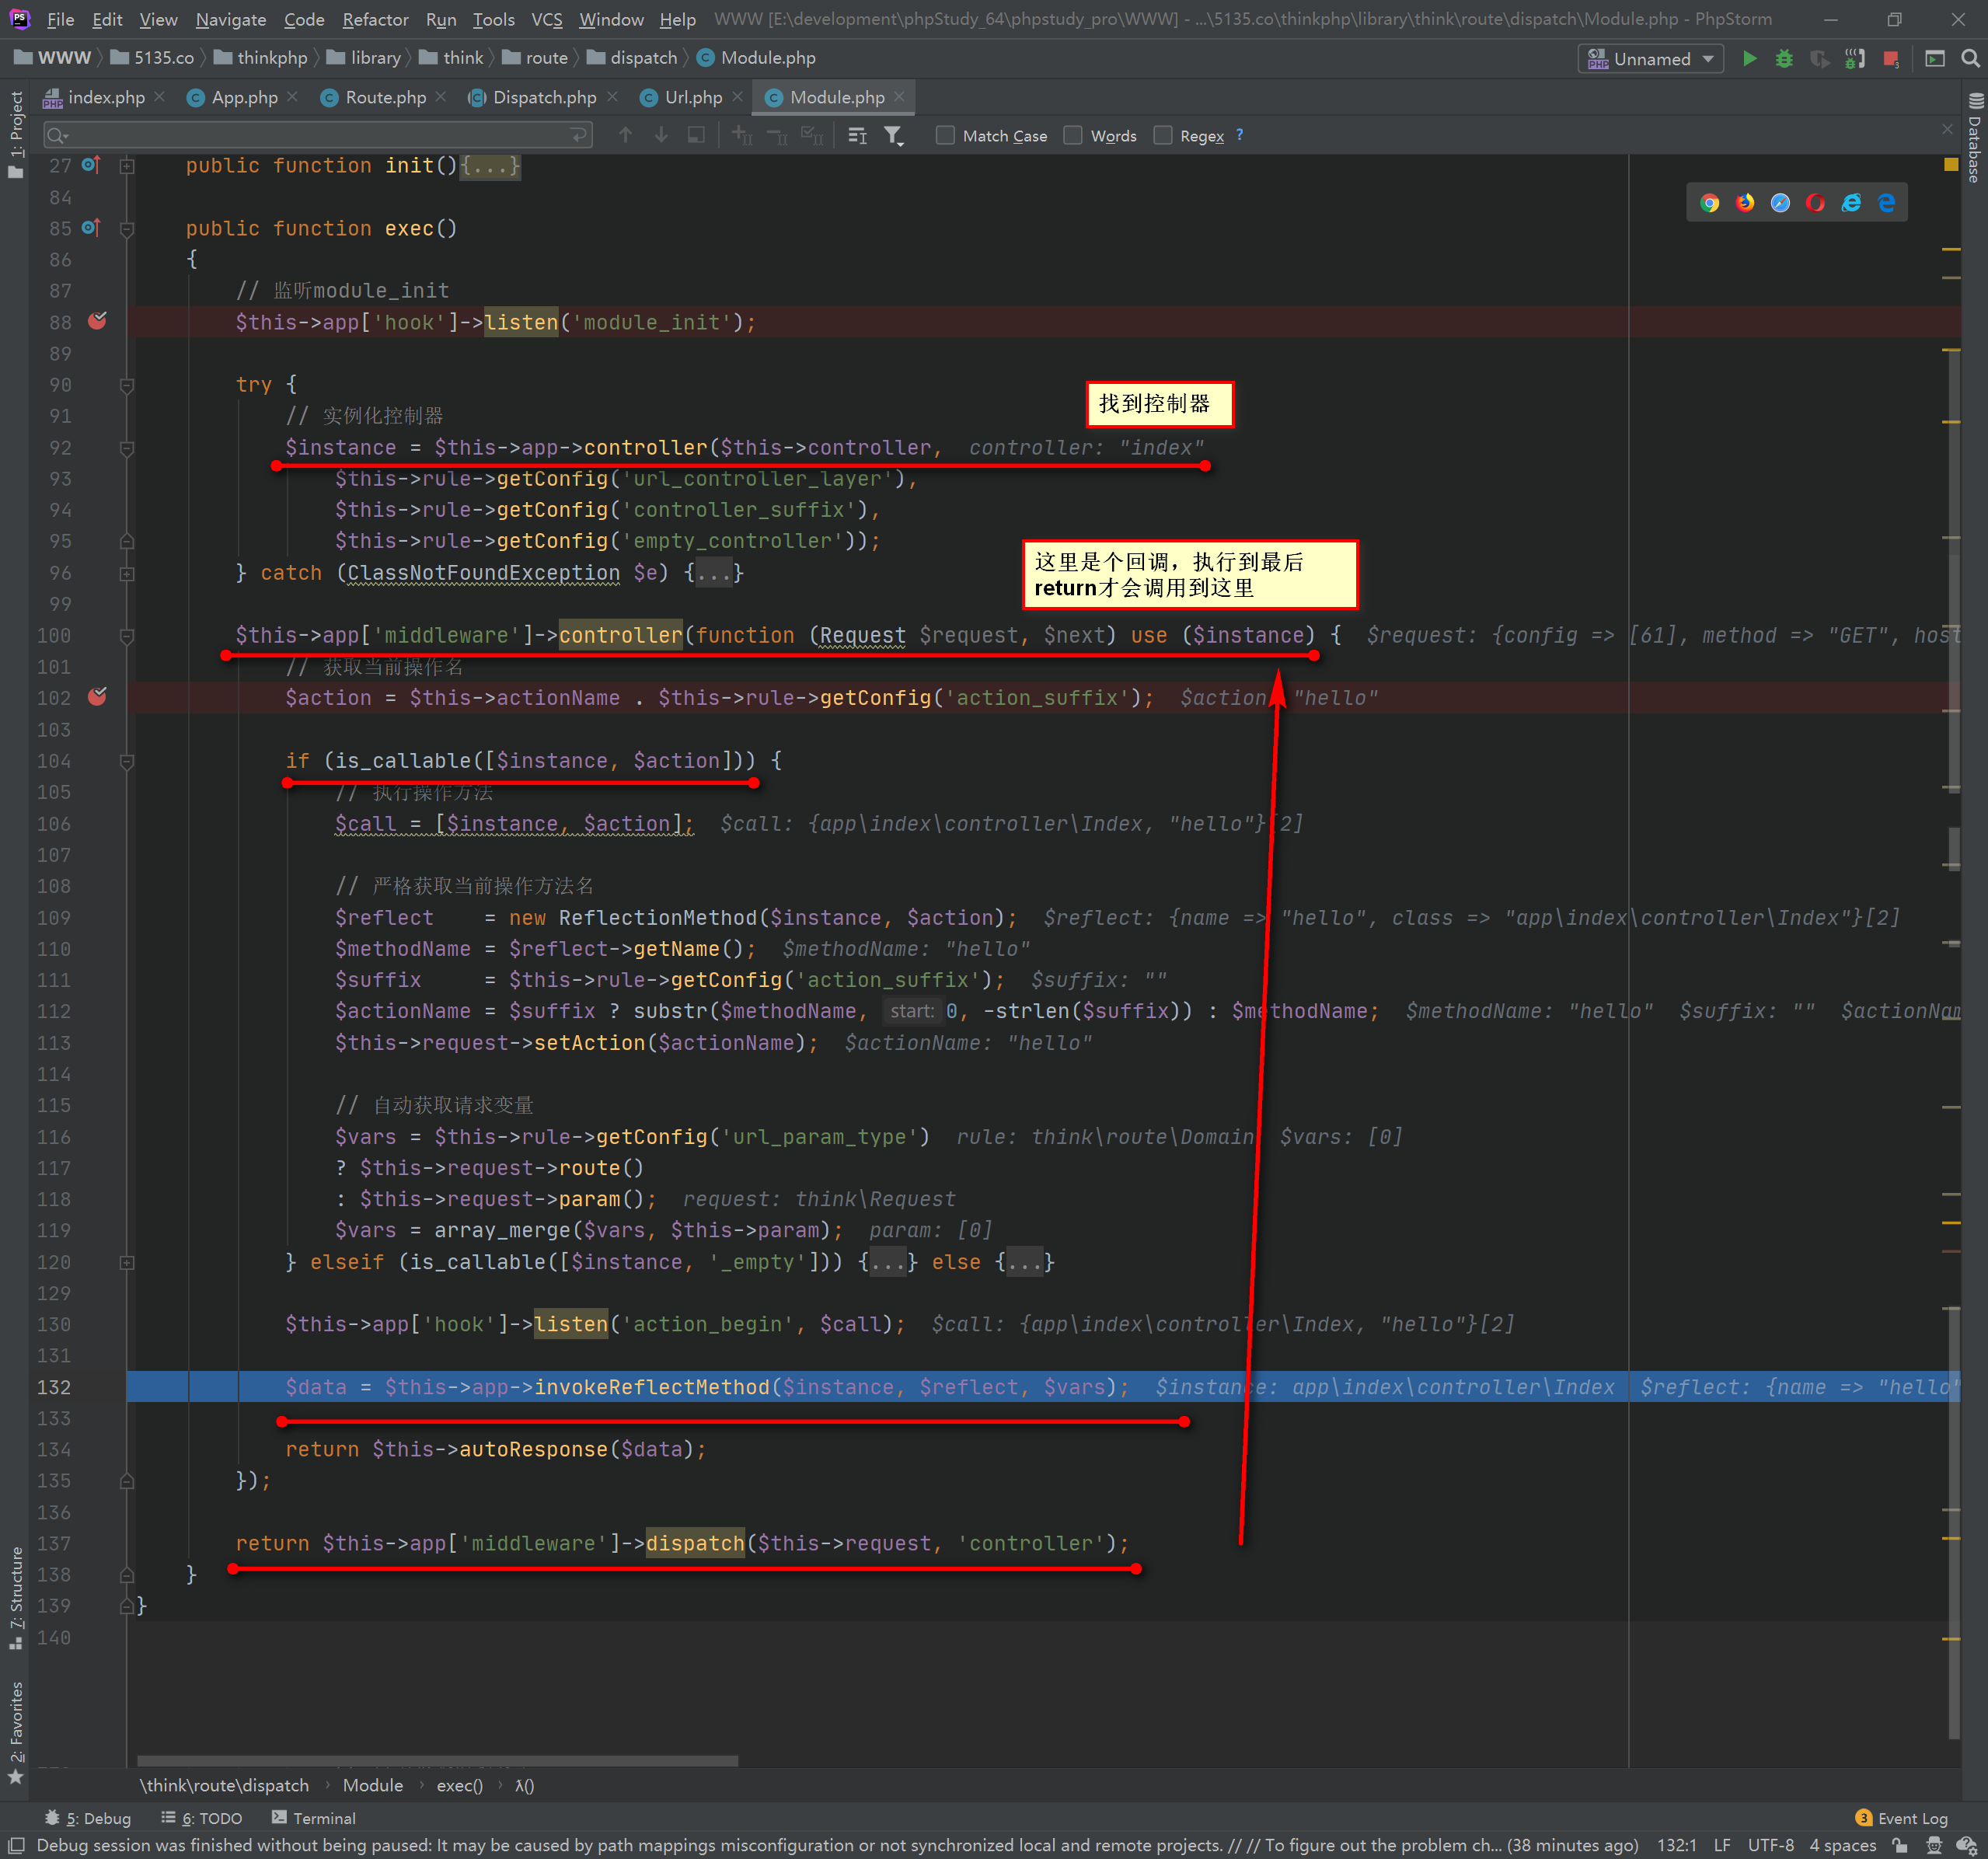 File Edit View Navigate Code Refactor Run Tools VCS Window Help WWW [E:\development\phpStudy_64\phpstudy_pro\WWW] - ...\5135.co\thinkphp\library\think\route\dispatch\Module.php - PhpStorm
WWW 5135.co thinkphp library think route dispatch Module.php Unnamed
index.php App.php Route.php Dispatch.php Url.php Module.php
Match Case Words Regex ?
1: Project
Database
27 public function init(){...}
84
85 public function exec()
86 {
87 // 监听module_init
88 $this->app['hook']->listen('module_init');
89
90 try {
找到控制器
91 // 实例化控制器
92 $instance = $this->app->controller($this->controller, controller: "index"
93 $this->rule->getConfig('url_controller_layer'),
94 $this->rule->getConfig('controller_suffix'),
95 $this->rule->getConfig('empty_controller'));
这里是个回调，执行到最后
return才会调用到这里
96 } catch (ClassNotFoundException $e) {...}
99
100 $this->app['middleware']->controller(function (Request $request, $next) use ($instance) { $request: {config => [61], method => "GET", host
101 // 获取当前操作名
102 $action = $this->actionName . $this->rule->getConfig('action_suffix'); $action: "hello"
103
104 if (is_callable([$instance, $action])) {
105 // 执行操作方法
106 $call = [$instance, $action]; $call: {app\index\controller\Index, "hello"}[2]
107
108 // 严格获取当前操作方法名
109 $reflect = new ReflectionMethod($instance, $action); $reflect: {name => "hello", class => "app\index\controller\Index"}[2]
110 $methodName = $reflect->getName(); $methodName: "hello"
111 $suffix = $this->rule->getConfig('action_suffix'); $suffix: ""
112 $actionName = $suffix ? substr($methodName, start: 0, -strlen($suffix)) : $methodName; $methodName: "hello" $suffix: "" $actionNam
113 $this->request->setAction($actionName); $actionName: "hello"
114
115 // 自动获取请求变量
116 $vars = $this->rule->getConfig('url_param_type') rule: think\route\Domain $vars: [0]
117 ? $this->request->route()
118 : $this->request->param(); request: think\Request
119 $vars = array_merge($vars, $this->param); param: [0]
120 } elseif (is_callable([$instance, '_empty'])) {...} else {...}
129
130 $this->app['hook']->listen('action_begin', $call); $call: {app\index\controller\Index, "hello"}[2]
131
132 $data = $this->app->invokeReflectMethod($instance, $reflect, $vars); $instance: app\index\controller\Index $reflect: {name => "hello"
133
134 return $this->autoResponse($data);
135 });
136
137 return $this->app['middleware']->dispatch($this->request, 'controller');
138 }
139 }
140
7: Structure
2: Favorites
\think\route\dispatch › Module › exec() › λ()
5: Debug 6: TODO Terminal 3 Event Log
Debug session was finished without being paused: It may be caused by path mappings misconfiguration or not synchronized local and remote projects. // // To figure out the problem ch... (38 minutes ago) 132:1 LF UTF-8 4 spaces